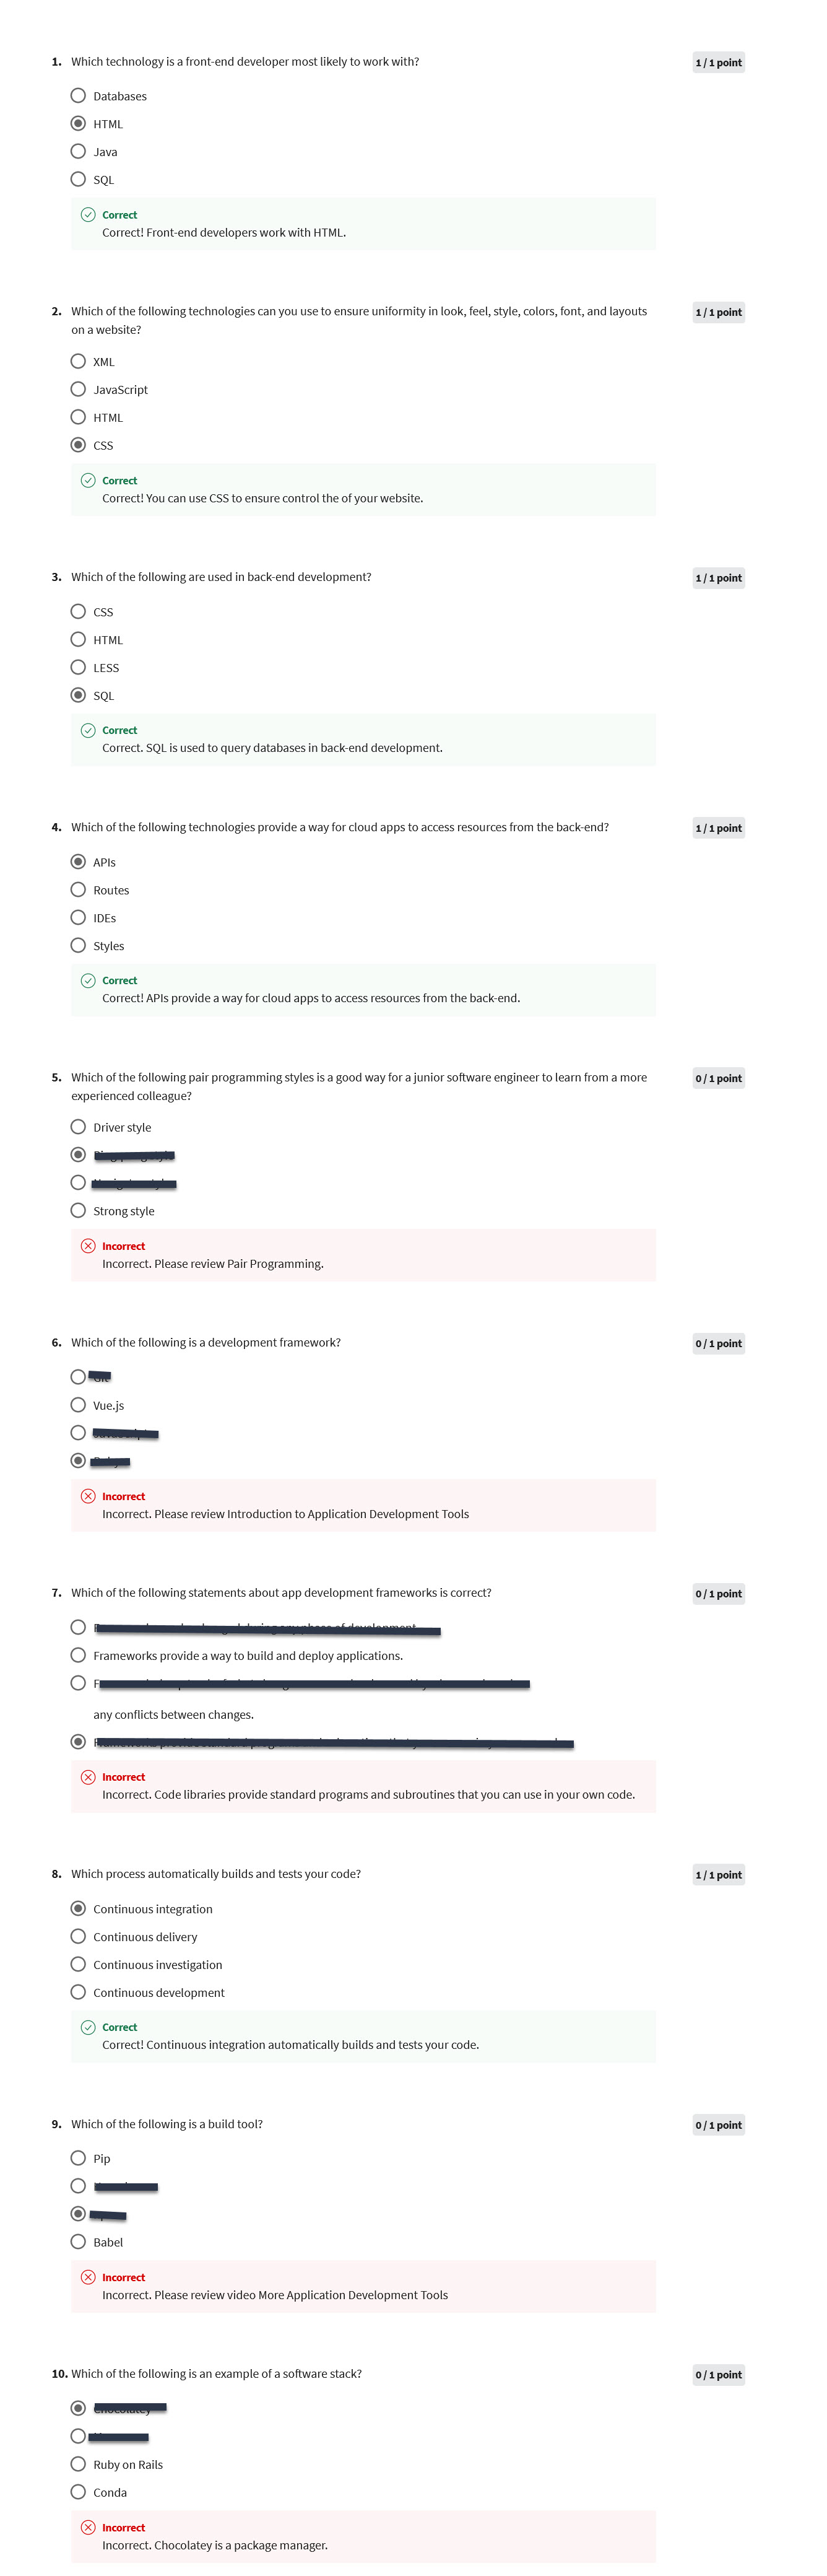 1. Which technology is a front-end developer most likely to work with?
1 / 1 point
Databases
HTML
Java
SQL
Correct
Correct! Front-end developers work with HTML.
2. Which of the following technologies can you use to ensure uniformity in look, feel, style, colors, font, and layouts
on a website?
1 / 1 point
XML
JavaScript
HTML
CSS
Correct
Correct! You can use CSS to ensure control the of your website.
3. Which of the following are used in back-end development?
1 / 1 point
CSS
HTML
LESS
SQL
Correct
Correct. SQL is used to query databases in back-end development.
4. Which of the following technologies provide a way for cloud apps to access resources from the back-end?
1 / 1 point
APIs
Routes
IDEs
Styles
Correct
Correct! APIs provide a way for cloud apps to access resources from the back-end.
5. Which of the following pair programming styles is a good way for a junior software engineer to learn from a more
experienced colleague?
0 / 1 point
Driver style
Strong style
Incorrect
Incorrect. Please review Pair Programming.
6. Which of the following is a development framework?
0 / 1 point
Vue.js
Incorrect
Incorrect. Please review Introduction to Application Development Tools
7. Which of the following statements about app development frameworks is correct?
0 / 1 point
Frameworks provide a way to build and deploy applications.
any conflicts between changes.
Incorrect
Incorrect. Code libraries provide standard programs and subroutines that you can use in your own code.
8. Which process automatically builds and tests your code?
1 / 1 point
Continuous integration
Continuous delivery
Continuous investigation
Continuous development
Correct
Correct! Continuous integration automatically builds and tests your code.
9. Which of the following is a build tool?
0 / 1 point
Pip
Babel
Incorrect
Incorrect. Please review video More Application Development Tools
10. Which of the following is an example of a software stack?
0 / 1 point
Chocolatey
Ruby on Rails
Conda
Incorrect
Incorrect. Chocolatey is a package manager.